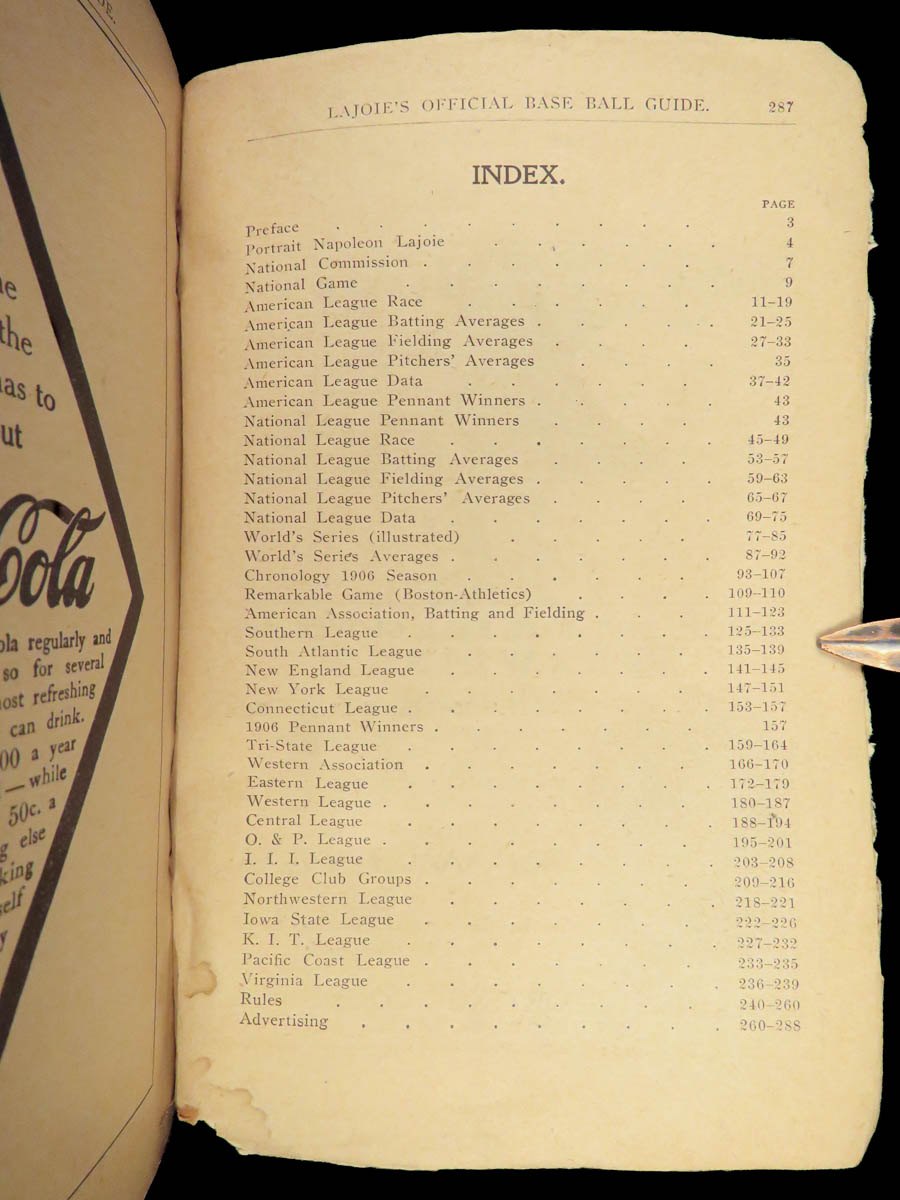 DE.
le
the
has to
ut
Cola
ola regularly and
so for several
most refreshing
can drink.
00 a year
—while
50c. a
g else
king
self
y
LAJOIE'S OFFICIAL BASE BALL GUIDE. 287
INDEX.
PAGE
Preface . . . . . . . . . 3
Portrait Napoleon Lajoie . . . . . . 4
National Commission . . . . . . . 7
National Game . . . . . . . . 9
American League Race . . . . . . 11–19
American League Batting Averages . . . . . 21–25
American League Fielding Averages . . . . 27–33
American League Pitchers' Averages . . . 35
American League Data . . . . . . 37–42
American League Pennant Winners . . . . . 43
National League Pennant Winners . . . . 43
National League Race . . . . . . . 45–49
National League Batting Averages . . . . 53–57
National League Fielding Averages . . . . . 59–63
National League Pitchers' Averages . . . . 65–67
National League Data . . . . . . . 69–75
World's Series (illustrated) . . . . . 77–85
World's Series Averages . . . . . . . 87–92
Chronology 1906 Season . . . . . . 93–107
Remarkable Game (Boston-Athletics) . . . . 109–110
American Association, Batting and Fielding . . . 111–123
Southern League . . . . . . . . 125–133
South Atlantic League . . . . . . 135–139
New England League . . . . . . . 141–145
New York League . . . . . . . 147–151
Connecticut League . . . . . . . . 153–157
1906 Pennant Winners . . . . . . . 157
Tri-State League . . . . . . . . 159–164
Western Association . . . . . . . 166–170
Eastern League . . . . . . . . 172–179
Western League . . . . . . . . 180–187
Central League . . . . . . . . 188–194
O. & P. League . . . . . . . . 195–201
I. I. I. League . . . . . . . . 203–208
College Club Groups . . . . . . . 209–216
Northwestern League . . . . . . . 218–221
Iowa State League . . . . . . . 222–226
K. I. T. League . . . . . . . . 227–232
Pacific Coast League . . . . . . . 233–235
Virginia League . . . . . . . . 236–239
Rules . . . . . . . . . 240–260
Advertising . . . . . . . . . 260–288